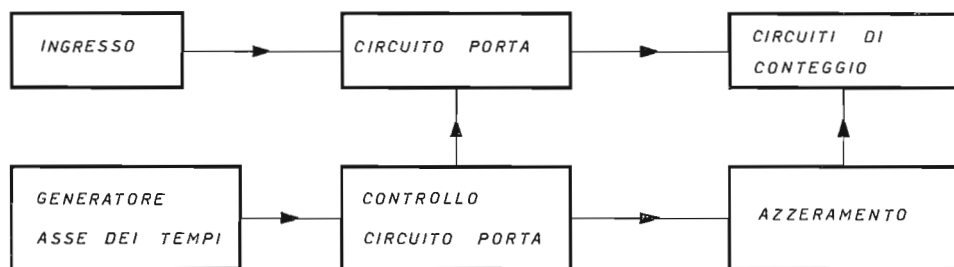 INGRESSO
CIRCUITO PORTA
CIRCUITI DI
CONTEGGIO
GENERATORE
ASSE DEI TEMPI
CONTROLLO
CIRCUITO PORTA
AZZERAMENTO